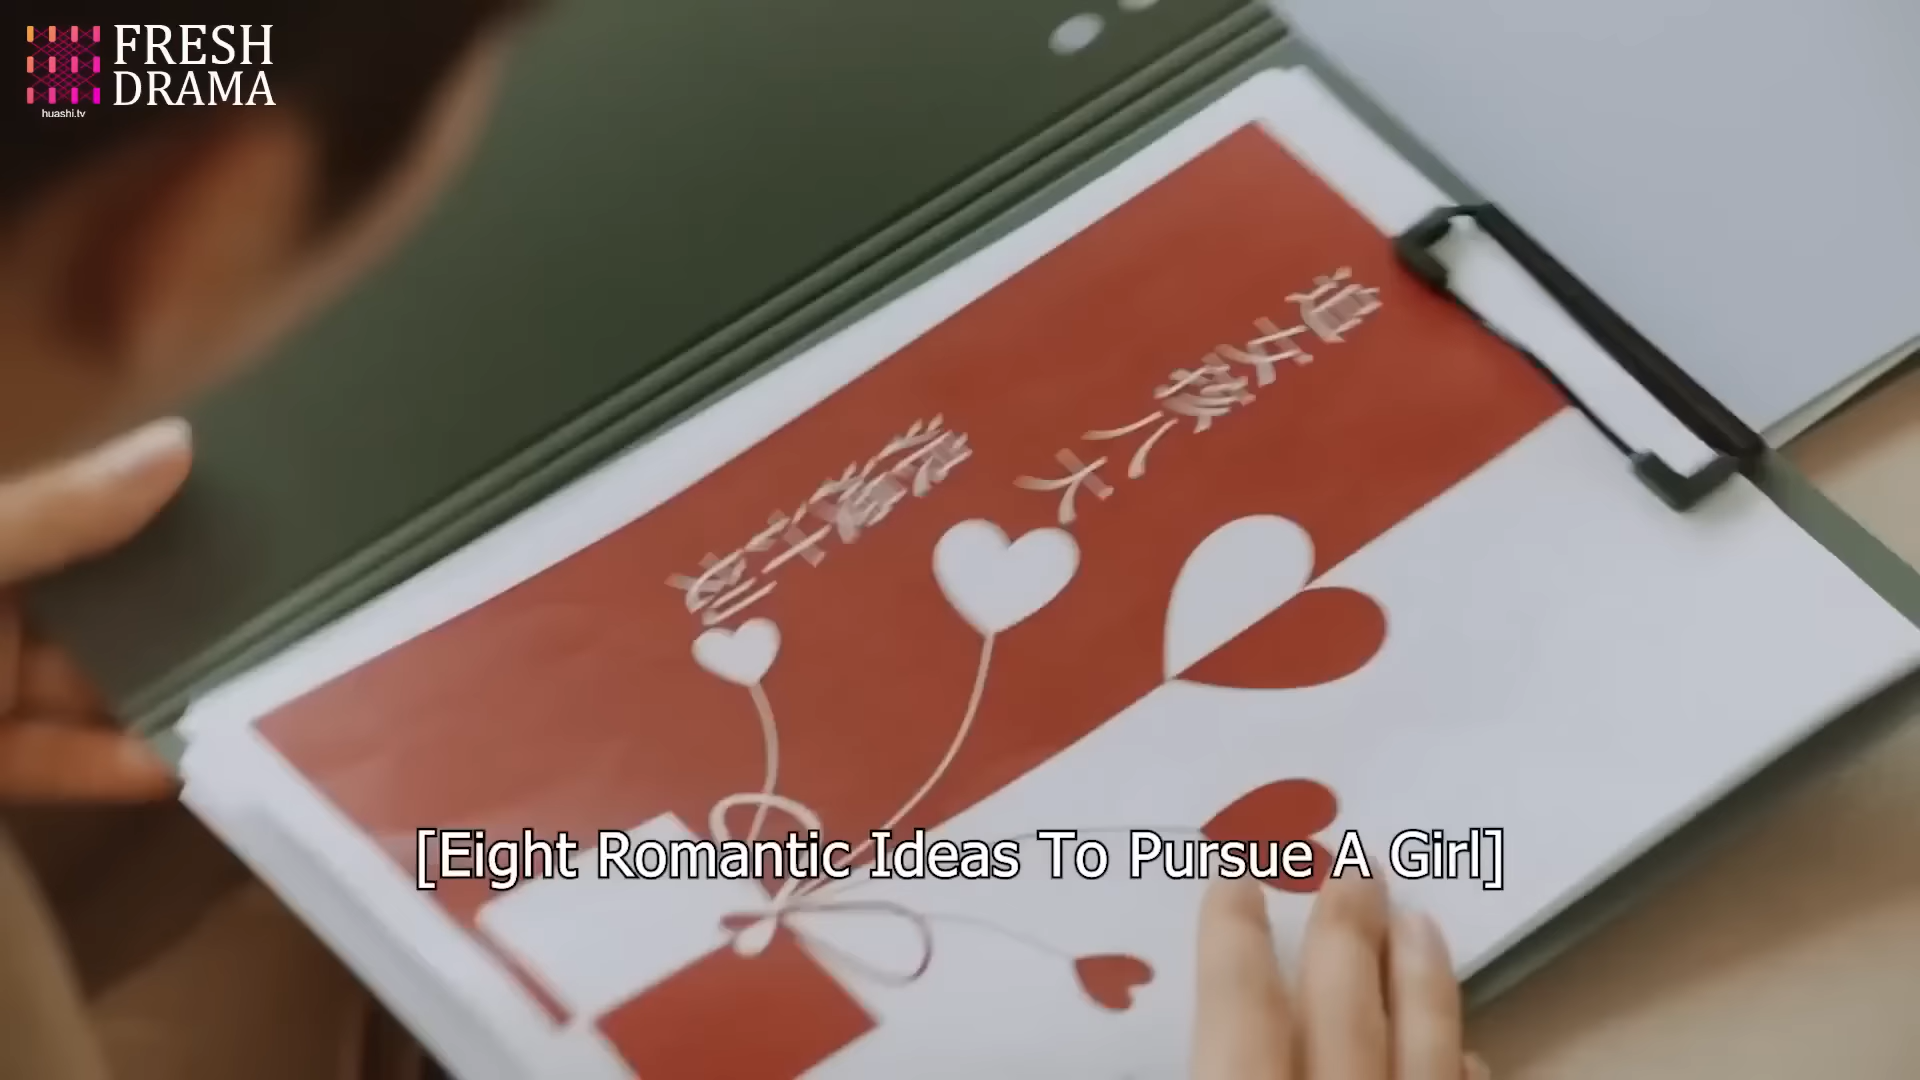 FRESH
DRAMA
huashi.tv
追女孩八大
浪漫计划
[Eight Romantic Ideas To Pursue A Girl]